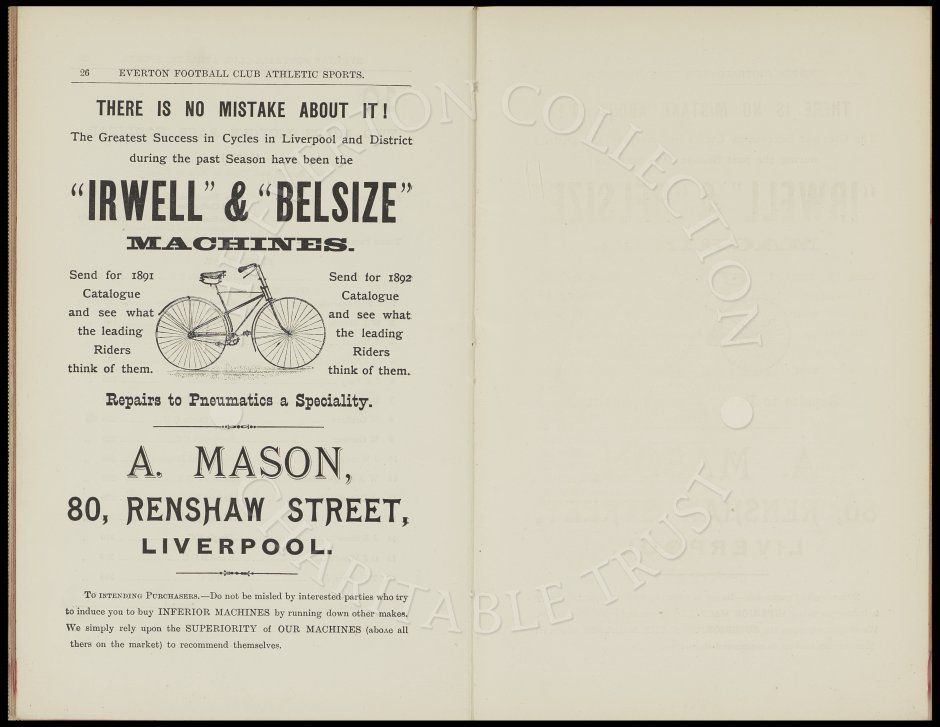 26 EVERTON FOOTBALL CLUB ATHLETIC SPORTS.
THERE IS NO MISTAKE ABOUT IT!
The Greatest Success in Cycles in Liverpool and District
during the past Season have been the
"IRWELL" & "BELSIZE"
MACHINES.
Send for 1891
Catalogue
and see what
the leading
Riders
think of them.
Send for 1892
Catalogue
and see what
the leading
Riders
think of them.
Repairs to Pneumatics a Speciality.
A. MASON,
80, RENSHAW STREET,
LIVERPOOL.
To intending Purchasers.—Do not be misled by interested parties who try
to induce you to buy INFERIOR MACHINES by running down other makes.
We simply rely upon the SUPERIORITY of OUR MACHINES (above all
thers on the market) to recommend themselves.
EVERTON COLLECTION
CHARITABLE TRUST